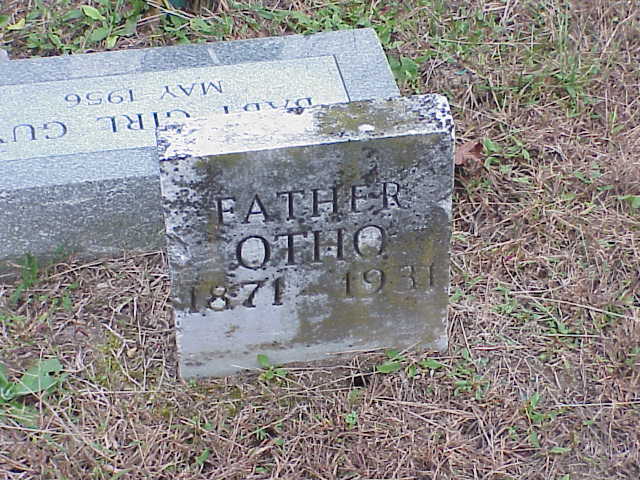 FATHER
OTHO
1871 1931
BABY GIRL
MAY 1956